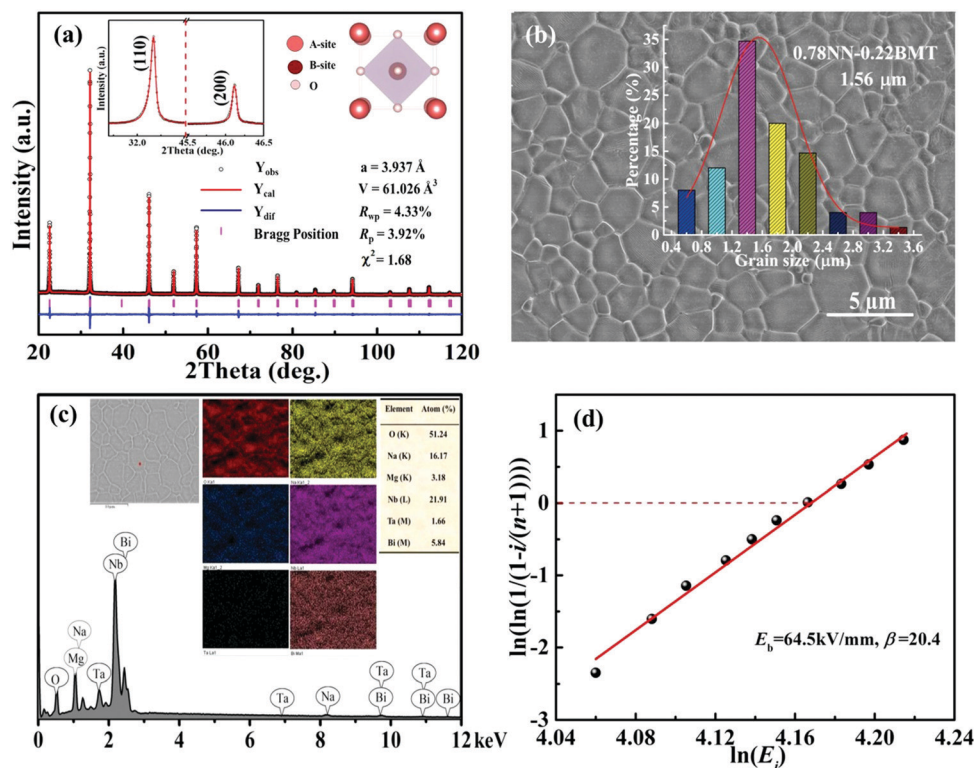 (a)
(110)
(200)
Intensity (a.u.)
32.0 45.5 46.0 46.5
2Theta (deg.)
A-site
B-site
O
Yobs
Ycal
Ydif
Bragg Position
a = 3.937 Å
V = 61.026 Å³
Rwp = 4.33%
Rp = 3.92%
χ² = 1.68
Intensity (a.u.)
20 40 60 80 100 120
2Theta (deg.)
(b)
0.78NN-0.22BMT
1.56 μm
Percentage (%)
35
30
25
20
15
10
5
0
0.4 0.8 1.2 1.6 2.0 2.4 2.8 3.2 3.6
Grain size (μm)
5 μm
(c)
Element Atom (%)
O (K) 51.24
Na (K) 16.17
Mg (K) 3.18
Nb (L) 21.91
Ta (M) 1.66
Bi (M) 5.84
Bi
Nb
Na
Mg
O
Ta
Ta
Na
Ta
Bi
Ta
Bi
Bi
0 2 4 6 8 10 12 keV
(d)
ln(ln(1/(1-i/(n+1))))
1
0
-1
-2
-3
Eb=64.5kV/mm, β=20.4
4.04 4.08 4.12 4.16 4.20 4.24
ln(Ei)